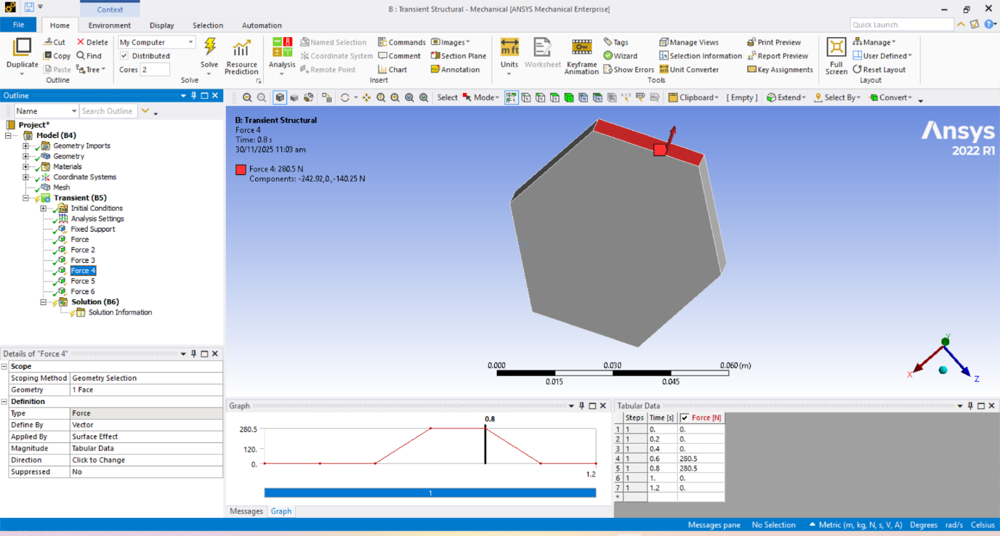 Context
B : Transient Structural - Mechanical [ANSYS Mechanical Enterprise]
File Home Environment Display Selection Automation
Quick Launch
Duplicate
Cut Delete
Copy Find
Paste Tree
Outline
My Computer
Distributed
Cores 2
Solve
Resource Prediction
Solve
Analysis
Named Selection Commands Images
Coordinate System Comment Section Plane
Remote Point Chart Annotation
Insert
mft
Units
Worksheet
Keyframe Animation
Tags Manage Views Print Preview
Wizard Selection Information Report Preview
Show Errors Unit Converter Key Assignments
Tools
Full Screen
Manage
User Defined
Reset Layout
Layout
Outline
Name Search Outline
Select Mode Clipboard [ Empty ] Extend Select By Convert
Project*
Model (B4)
Geometry Imports
Geometry
Materials
Coordinate Systems
Mesh
Transient (B5)
Initial Conditions
Analysis Settings
Fixed Support
Force
Force 2
Force 3
Force 4
Force 5
Force 6
Solution (B6)
Solution Information
B: Transient Structural
Force 4
Time: 0.8 s
30/11/2025 11:03 am
Force 4: 280.5 N
Components: -242.92,0.,-140.25 N
Ansys
2022 R1
0.000 0.030 0.060 (m)
0.015 0.045
Y
X
Z
Details of "Force 4"
Scope
Scoping Method Geometry Selection
Geometry 1 Face
Definition
Type Force
Define By Vector
Applied By Surface Effect
Magnitude Tabular Data
Direction Click to Change
Suppressed No
Graph
0.8
280.5
120.
0.
1.2
1
Messages Graph
Tabular Data
Steps Time [s] Force [N]
1 1 0. 0.
2 1 0.2 0.
3 1 0.4 0.
4 1 0.6 280.5
5 1 0.8 280.5
6 1 1. 0.
7 1 1.2 0.
*
Messages pane No Selection Metric (m, kg, N, s, V, A) Degrees rad/s Celsius